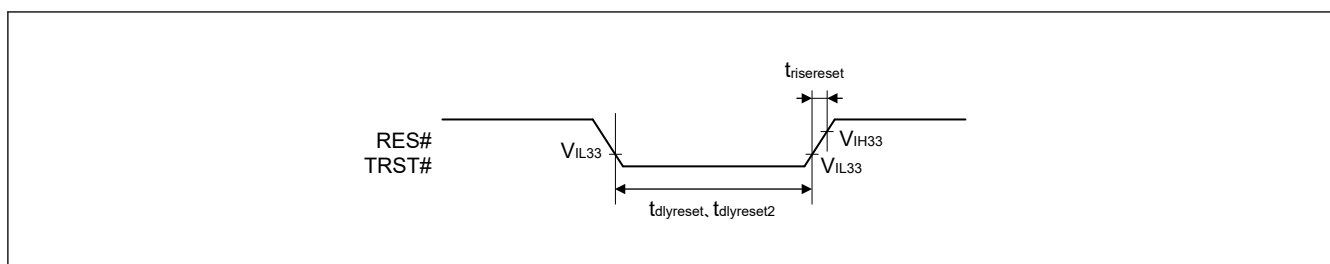 trisereset
RES#
TRST#
VIL33
VIH33
VIL33
tdlyreset、tdlyreset2